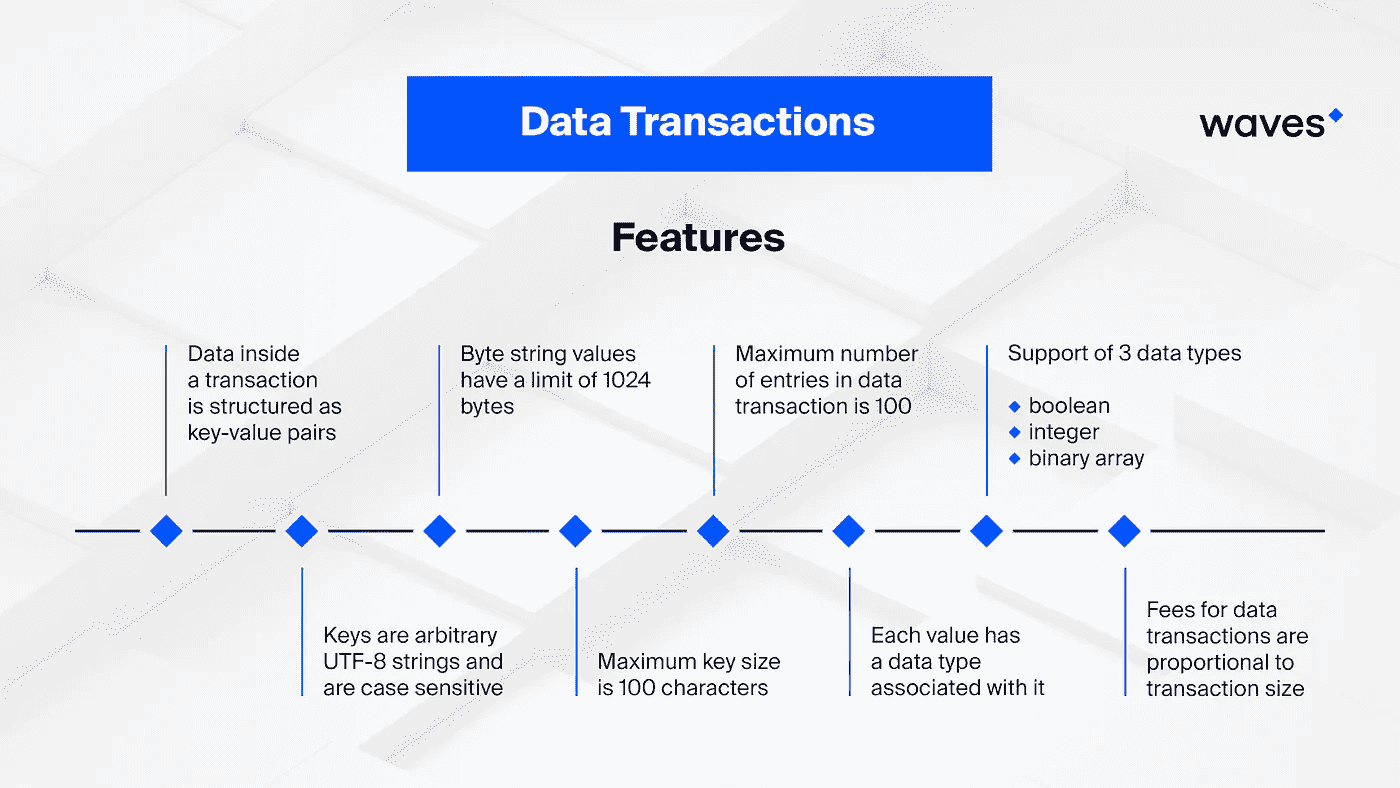 Data Transactions
waves
Features
Data inside
a transaction
is structured as
key-value pairs
Keys are arbitrary
UTF-8 strings and
are case sensitive
Byte string values
have a limit of 1024
bytes
Maximum key size
is 100 characters
Maximum number
of entries in data
transaction is 100
Each value has
a data type
associated with it
Support of 3 data types
boolean
integer
binary array
Fees for data
transactions are
proportional to
transaction size